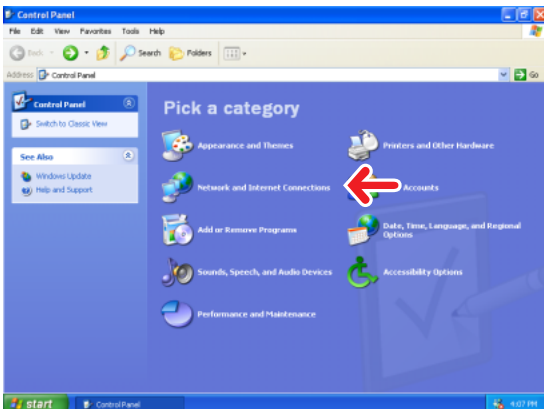 Control Panel
File Edit View Favorites Tools Help
Back Search Folders
Address Control Panel Go
Control Panel
Switch to Classic View
See Also
Windows Update
Help and Support
Pick a category
Appearance and Themes
Printers and Other Hardware
Network and Internet Connections
Accounts
Add or Remove Programs
Date, Time, Language, and Regional
Options
Sounds, Speech, and Audio Devices
Accessibility Options
Performance and Maintenance
start Control Panel 4:07 PM